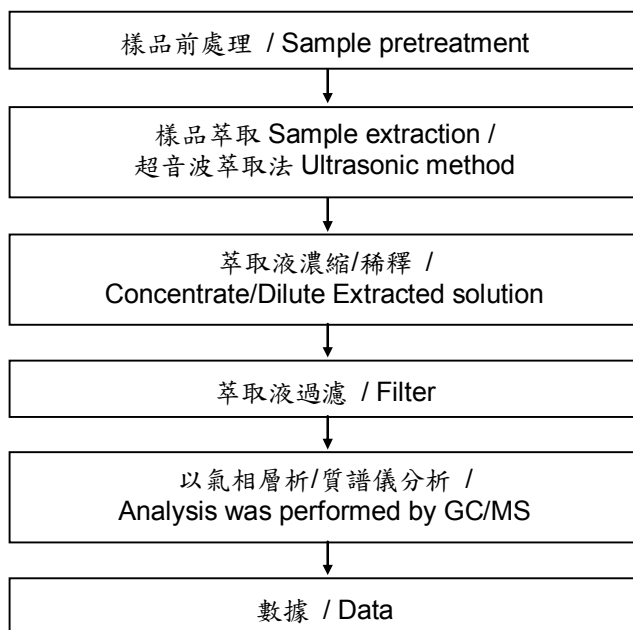 樣品前處理 / Sample pretreatment
樣品萃取 Sample extraction /
超音波萃取法 Ultrasonic method
萃取液濃縮/稀釋 /
Concentrate/Dilute Extracted solution
萃取液過濾 / Filter
以氣相層析/質譜儀分析 /
Analysis was performed by GC/MS
數據 / Data